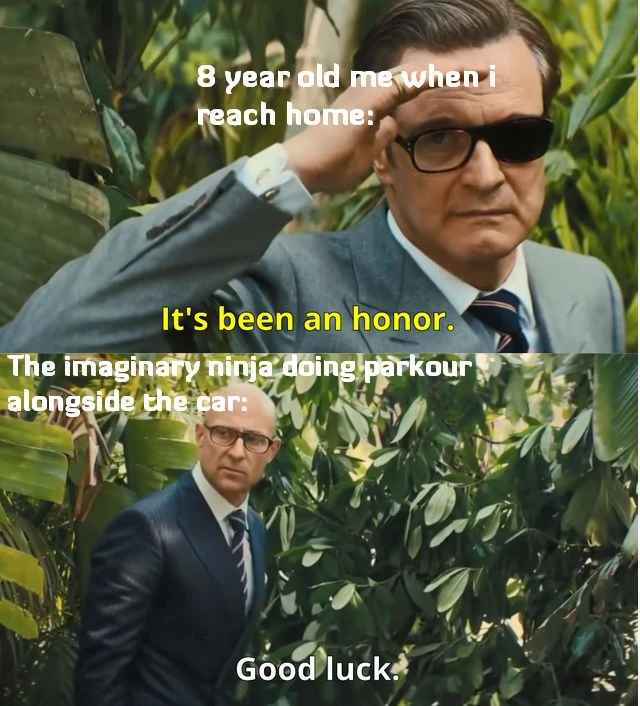 8 year old me when i
reach home:
It's been an honor.
The imaginary ninja doing parkour
alongside the car:
Good luck.